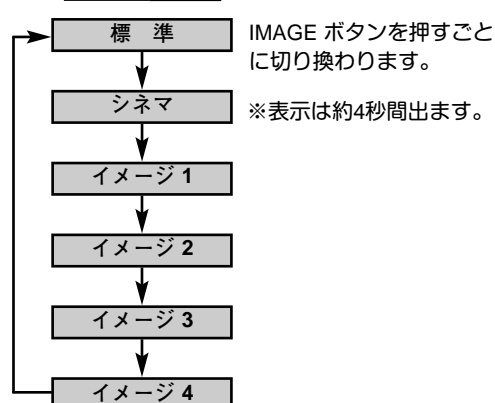 標 準
IMAGE ボタンを押すごと
に切り換わります。
シネマ
※表示は約4秒間出ます。
イメージ 1
イメージ 2
イメージ 3
イメージ 4